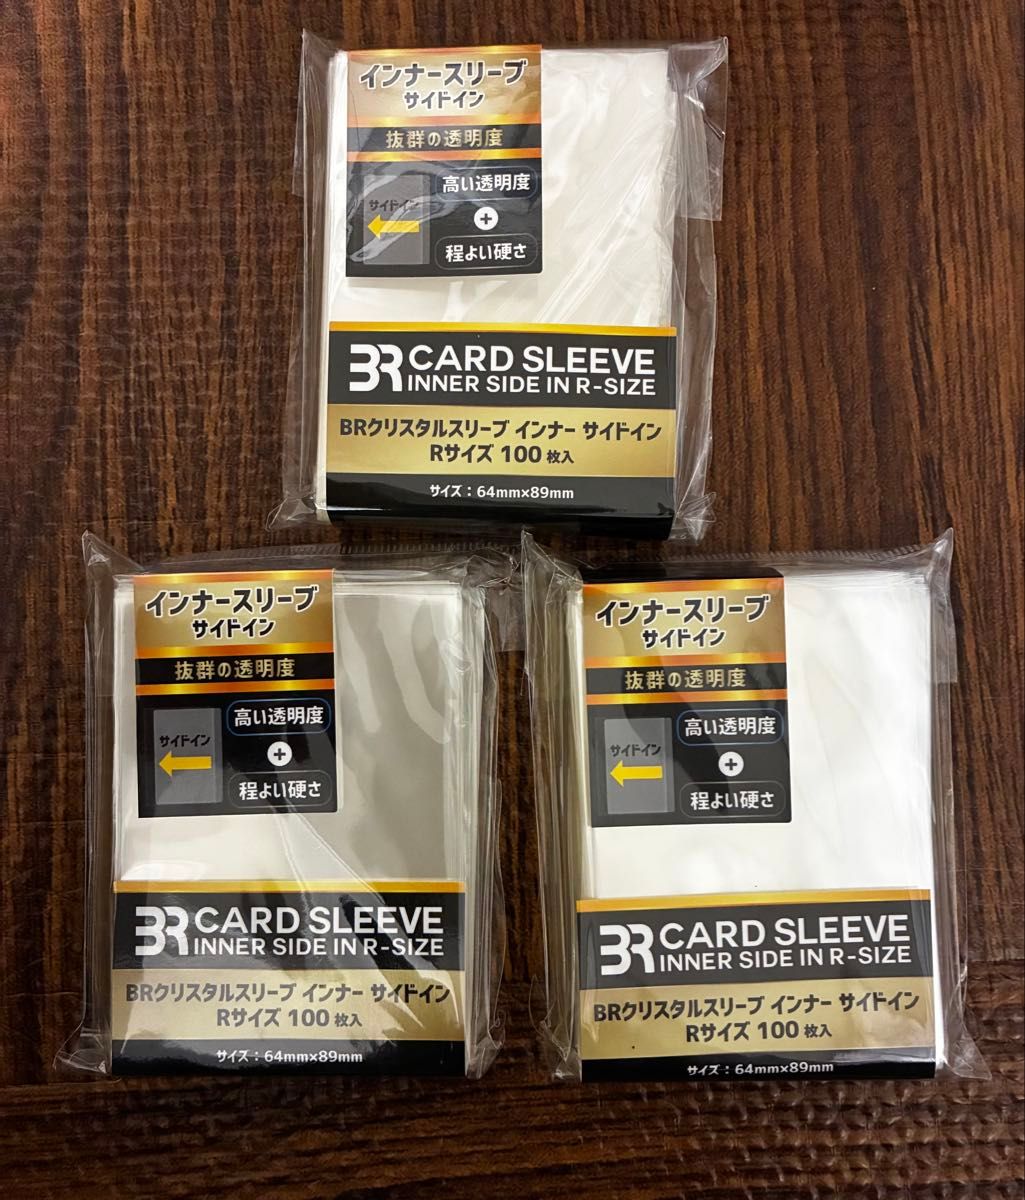 インナースリーブ
サイドイン
抜群の透明度
高い透明度
サイドイン
+
程よい硬さ
BR CARD SLEEVE
INNER SIDE IN R-SIZE
BRクリスタルスリーブ インナー サイドイン
Rサイズ 100枚入
サイズ：64mm×89mm
インナースリーブ
サイドイン
抜群の透明度
高い透明度
サイドイン
+
程よい硬さ
BR CARD SLEEVE
INNER SIDE IN R-SIZE
BRクリスタルスリーブ インナー サイドイン
Rサイズ 100枚入
サイズ：64mm×89mm
インナースリーブ
サイドイン
抜群の透明度
高い透明度
サイドイン
+
程よい硬さ
BR CARD SLEEVE
INNER SIDE IN R-SIZE
BRクリスタルスリーブ インナー サイドイン
Rサイズ 100枚入
サイズ：64mm×89mm